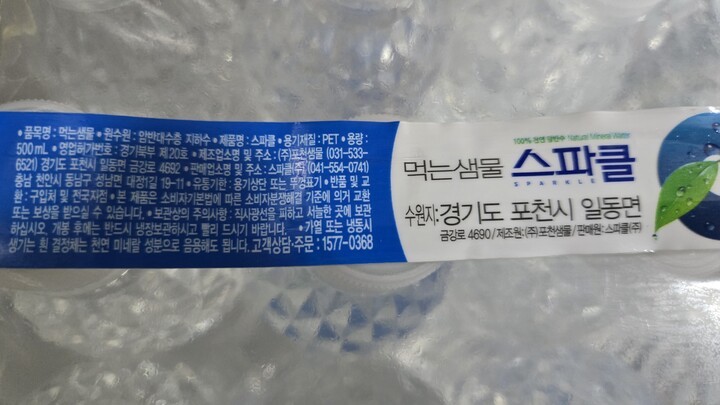 • 품목명 : 먹는샘물 • 원수원 : 암반대수층 지하수 • 제품명 : 스파클 • 용기재질 : PET • 용량 :
500 mL • 영업허가번호 : 경기북부 제20호 • 제조업소명 및 주소 : (주)포천샘물 (031-533-
6521) 경기도 포천시 일동면 금강로 4692 • 판매업소명 및 주소 : 스파클(주) (041-554-0741)
충남 천안시 동남구 성남면 대정1길 19-11 • 유통기한 : 용기상단 또는 뚜껑표기 • 반품 및 교
환 : 구입처 및 전국지점 • 본 제품은 소비자기본법에 따른 소비자분쟁해결 기준에 의거 교환
또는 보상을 받으실 수 있습니다. • 보관상의 주의사항 : 직사광선을 피하고 서늘한 곳에 보관
하십시오. 개봉 후에는 반드시 냉장보관하시고 빨리 드시기 바랍니다. • 가열 또는 냉동시
생기는 흰 결정체는 천연 미네랄 성분으로 음용해도 됩니다. 고객상담·주문 : 1577-0368
100% 천연 암반수 Natural Mineral Water
먹는샘물 스파클
SPARKLE
수원지: 경기도 포천시 일동면
금강로 4690 / 제조원: (주)포천샘물 / 판매원: 스파클(주)